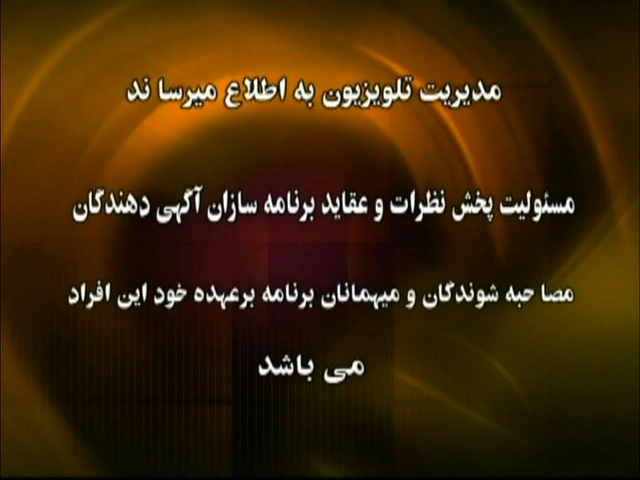 مدیریت تلویزیون به اطلاع میرسا ند
مسئولیت پخش نظرات و عقاید برنامه سازان آگهی دهندگان
مصا حبه شوندگان و میهمانان برنامه برعهده خود این افراد
می باشد